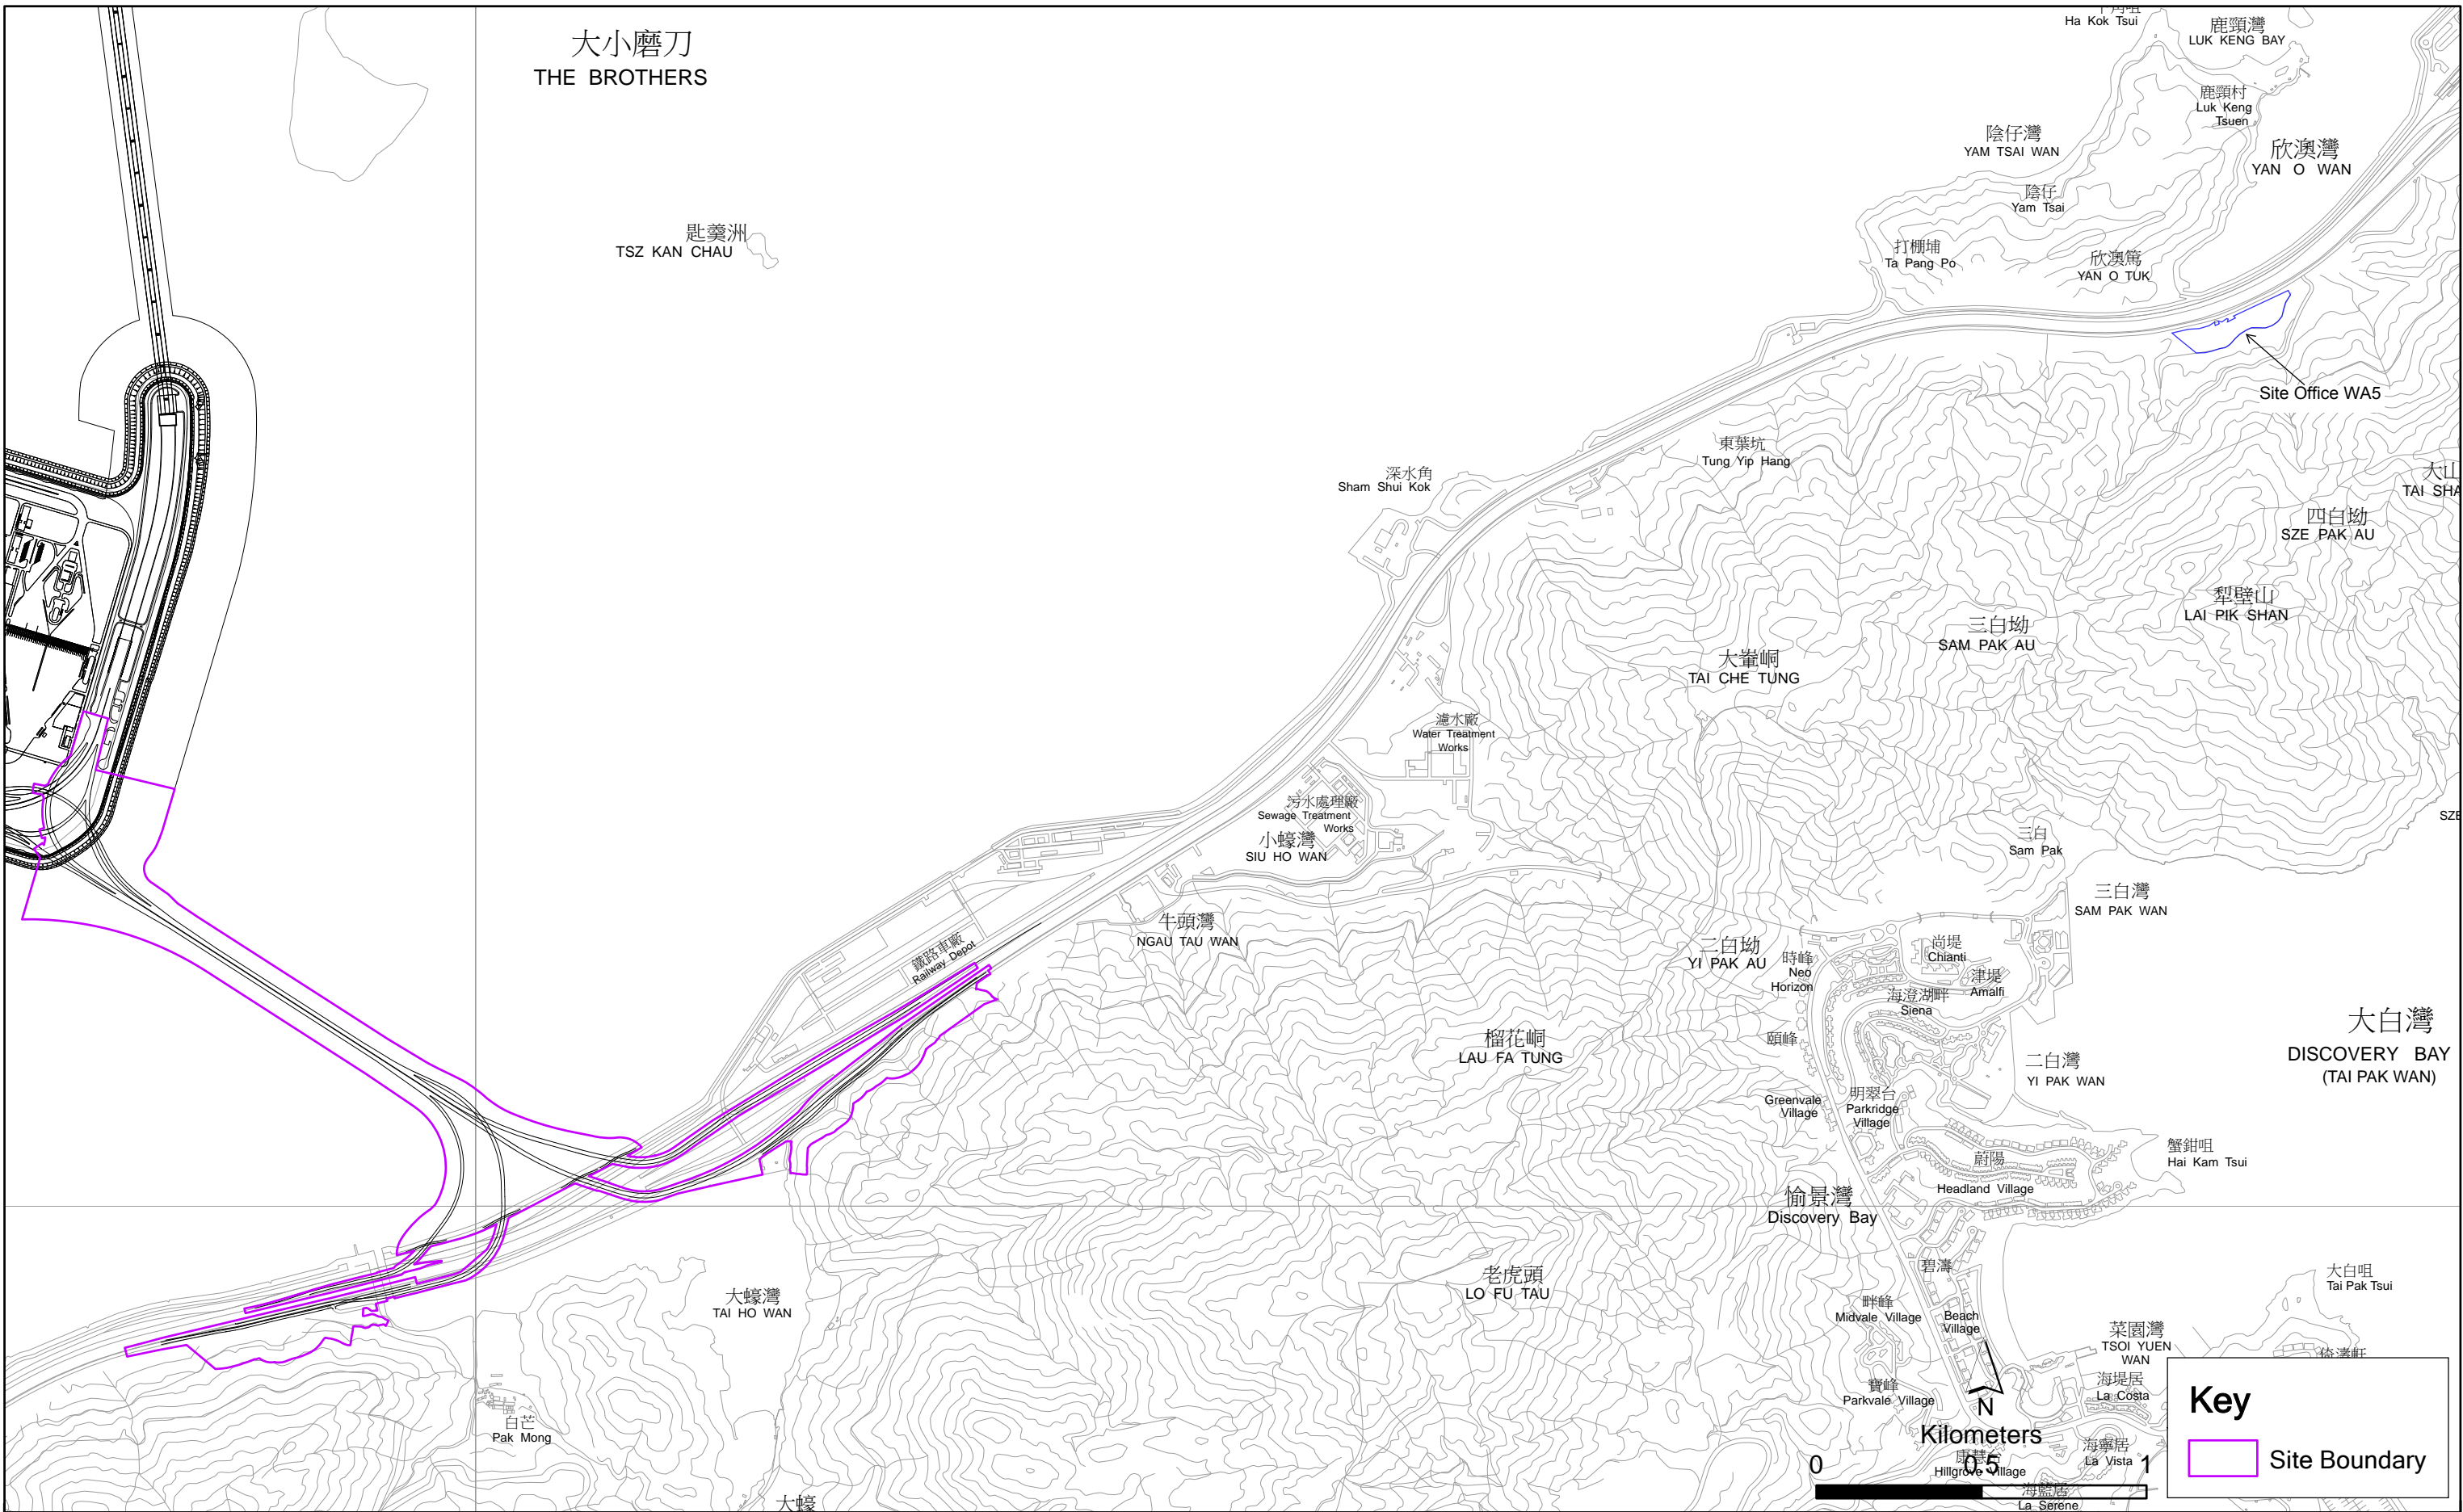 大小磨刀
THE BROTHERS
Ha Kok Tsui
鹿頸灣
LUK KENG BAY
鹿頸村
Luk Keng
Tsuen
陰仔灣
YAM TSAI WAN
欣澳灣
YAN O WAN
陰仔
Yam Tsai
匙羹洲
TSZ KAN CHAU
打棚埔
Ta Pang Po
欣澳篤
YAN O TUK
Site Office WA5
東葉坑
Tung Yip Hang
深水角
Sham Shui Kok
大山
TAI SHA
四白坳
SZE PAK AU
犁壁山
LAI PIK SHAN
三白坳
SAM PAK AU
大輋峒
TAI CHE TUNG
濾水廠
Water Treatment
Works
污水處理廠
Sewage Treatment
Works
小蠔灣
SIU HO WAN
SZE
三白
Sam Pak
三白灣
SAM PAK WAN
牛頭灣
NGAU TAU WAN
鐵路車廠
Railway Depot
二白坳
YI PAK AU
時峰
Neo
Horizon
尚堤
Chianti
津堤
Amalfi
海澄湖畔
Siena
大白灣
DISCOVERY BAY
(TAI PAK WAN)
榴花峒
LAU FA TUNG
頤峰
二白灣
YI PAK WAN
Greenvale
Village
明翠台
Parkridge
Village
蟹鉗咀
Hai Kam Tsui
蔚陽
Headland Village
愉景灣
Discovery Bay
碧濤
Beach
Village
大白咀
Tai Pak Tsui
老虎頭
LO FU TAU
大蠔灣
TAI HO WAN
畔峰
Midvale Village
菜園灣
TSOI YUEN
WAN
海堤居
La Costa
寶峰
Parkvale Village
白芒
Pak Mong
N
Kilometers
0 0.5 1
Hillgrove Village
海寧居
La Vista
海藍居
La Serene
大蠔
Key
Site Boundary